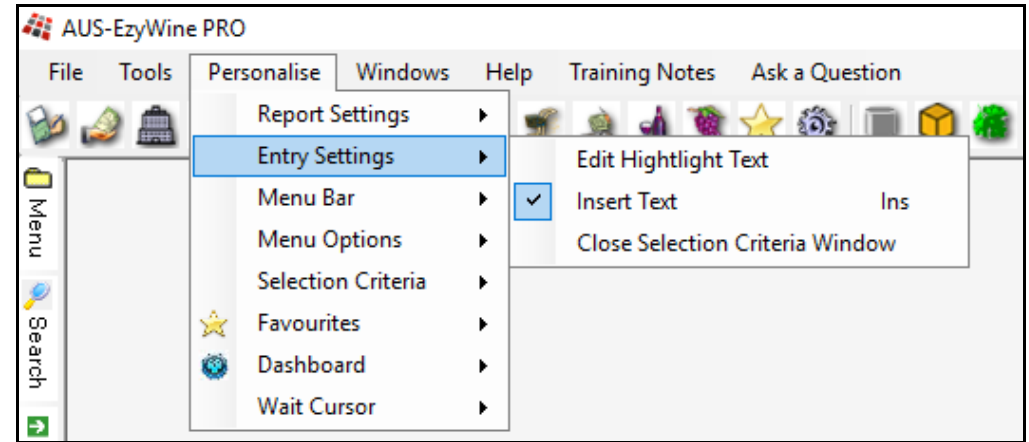 AUS-EzyWine PRO
File Tools Personalise Windows Help Training Notes Ask a Question
Report Settings
Entry Settings
Menu Bar
Menu Options
Selection Criteria
Favourites
Dashboard
Wait Cursor
Edit Hightlight Text
Insert Text Ins
Close Selection Criteria Window
Menu
Search